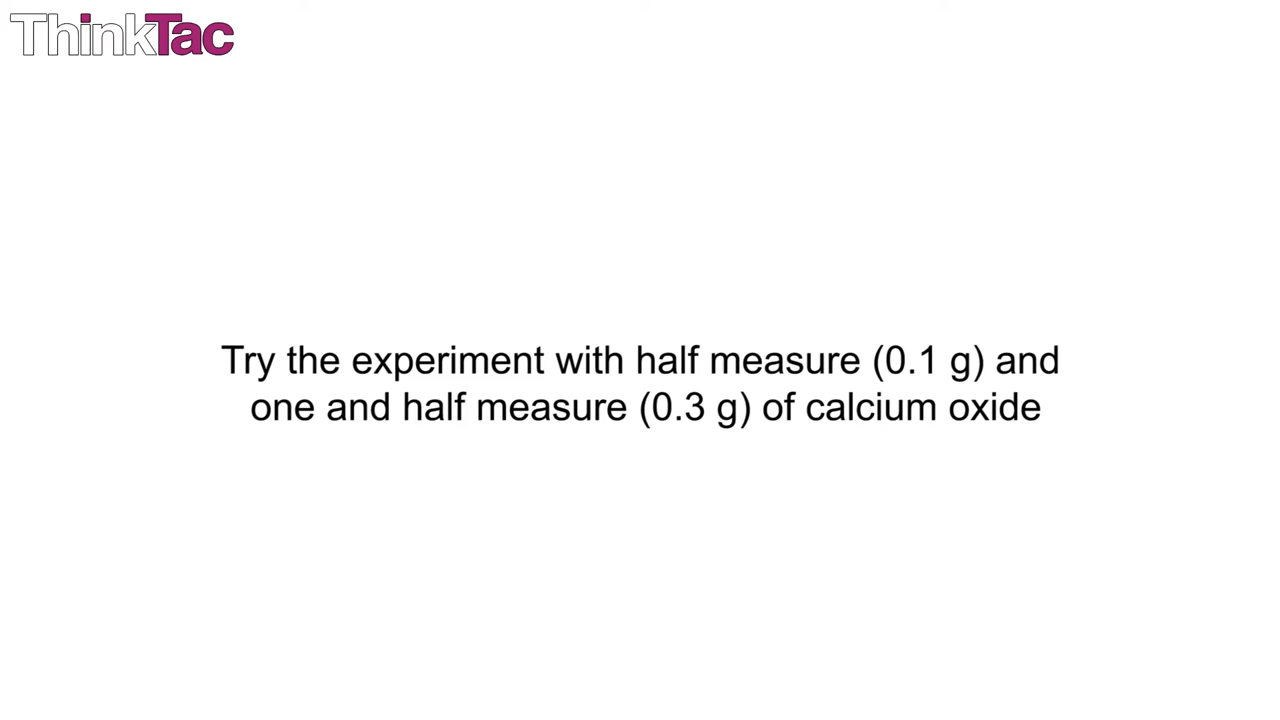 ThinkTac
Try the experiment with half measure (0.1 g) and
one and half measure (0.3 g) of calcium oxide